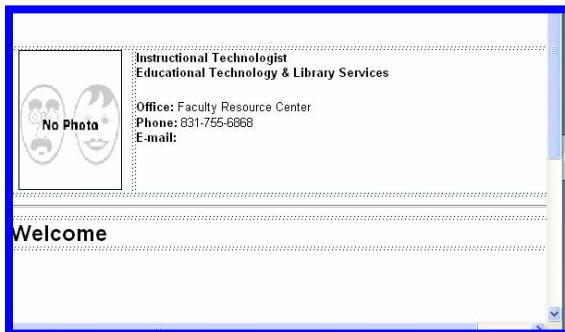 No Photo
Instructional Technologist
Educational Technology & Library Services
Office: Faculty Resource Center
Phone: 831-755-6868
E-mail:
Welcome